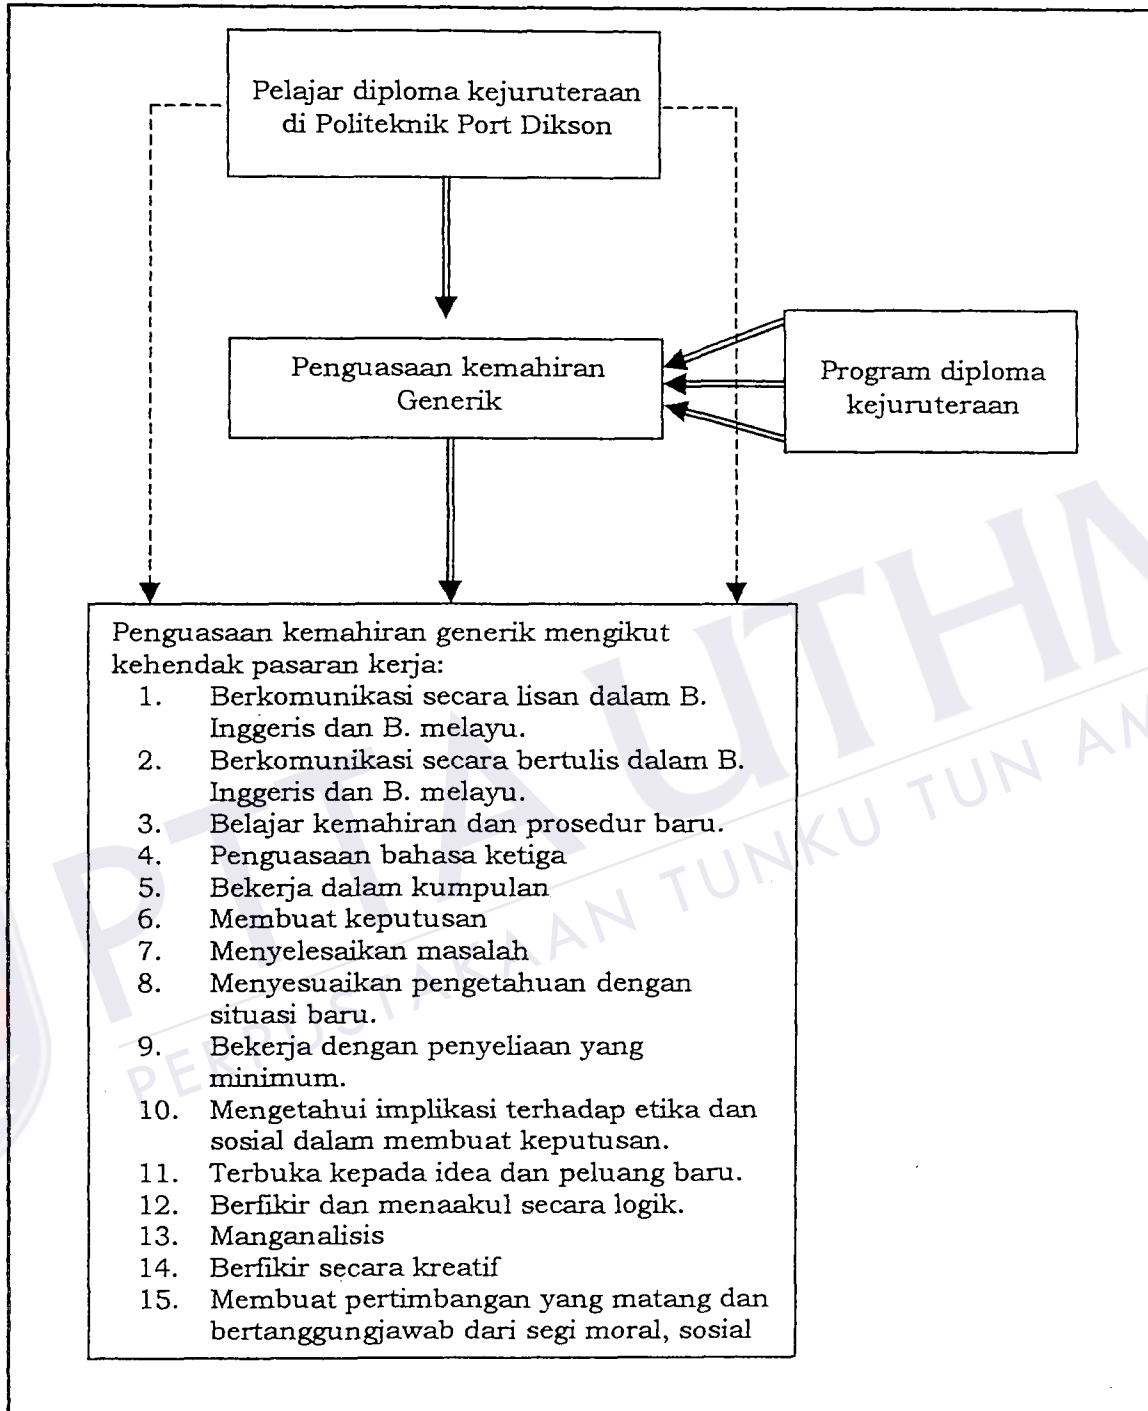 Pelajar diploma kejuruteraan
di Politeknik Port Dikson
Penguasaan kemahiran
Generik
Program diploma
kejuruteraan
Penguasaan kemahiran generik mengikut
kehendak pasaran kerja:
1. Berkomunikasi secara lisan dalam B.
Inggeris dan B. melayu.
2. Berkomunikasi secara bertulis dalam B.
Inggeris dan B. melayu.
3. Belajar kemahiran dan prosedur baru.
4. Penguasaan bahasa ketiga
5. Bekerja dalam kumpulan
6. Membuat keputusan
7. Menyelesaikan masalah
8. Menyesuaikan pengetahuan dengan
situasi baru.
9. Bekerja dengan penyeliaan yang
minimum.
10. Mengetahui implikasi terhadap etika dan
sosial dalam membuat keputusan.
11. Terbuka kepada idea dan peluang baru.
12. Berfikir dan menaakul secara logik.
13. Manganalisis
14. Berfikir secara kreatif
15. Membuat pertimbangan yang matang dan
bertanggungjawab dari segi moral, sosial
PTTA UTHM
PERPUSTAKAAN TUNKU TUN AM